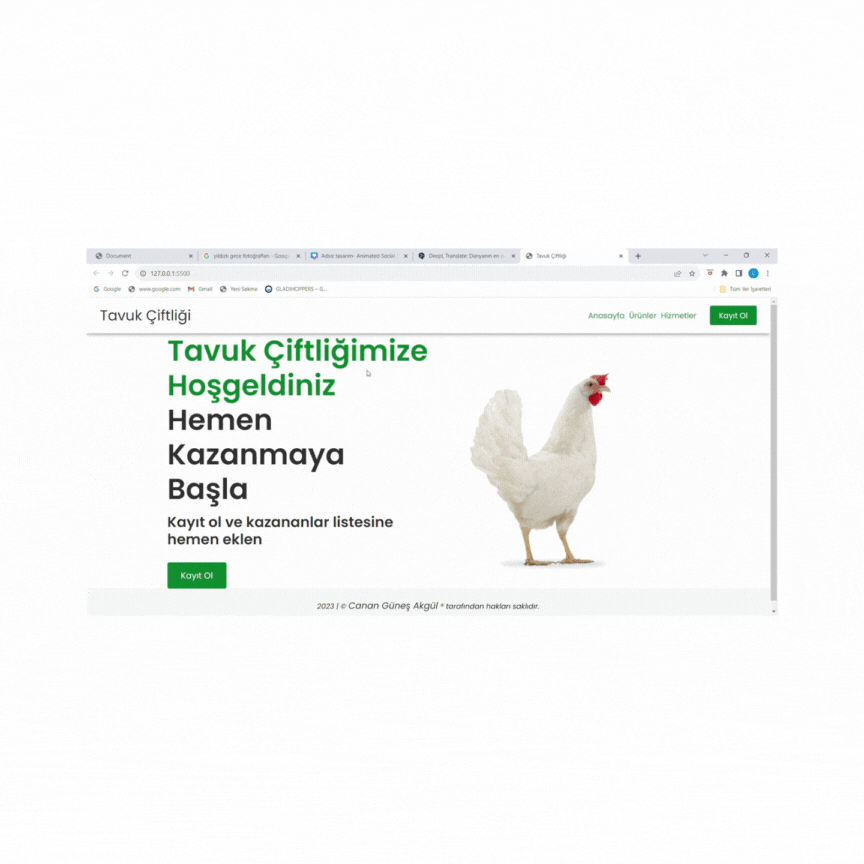 Document
yıldızlı gece fotoğrafları - Googl
Adsız tasarım - Animated Social
DeepL Translate: Dünyanın en
Tavuk Çiftliği
127.0.0.1:5500
Google
www.google.com
Gmail
Yeni Sekme
GLADIHOPPERS – G...
Tüm Yer İşaretleri
Tavuk Çiftliği
Anasayfa Ürünler Hizmetler
Kayıt Ol
Tavuk Çiftliğimize
Hoşgeldiniz
Hemen
Kazanmaya
Başla
Kayıt ol ve kazananlar listesine
hemen eklen
Kayıt Ol
2023 | © Canan Güneş Akgül * tarafından hakları saklıdır.